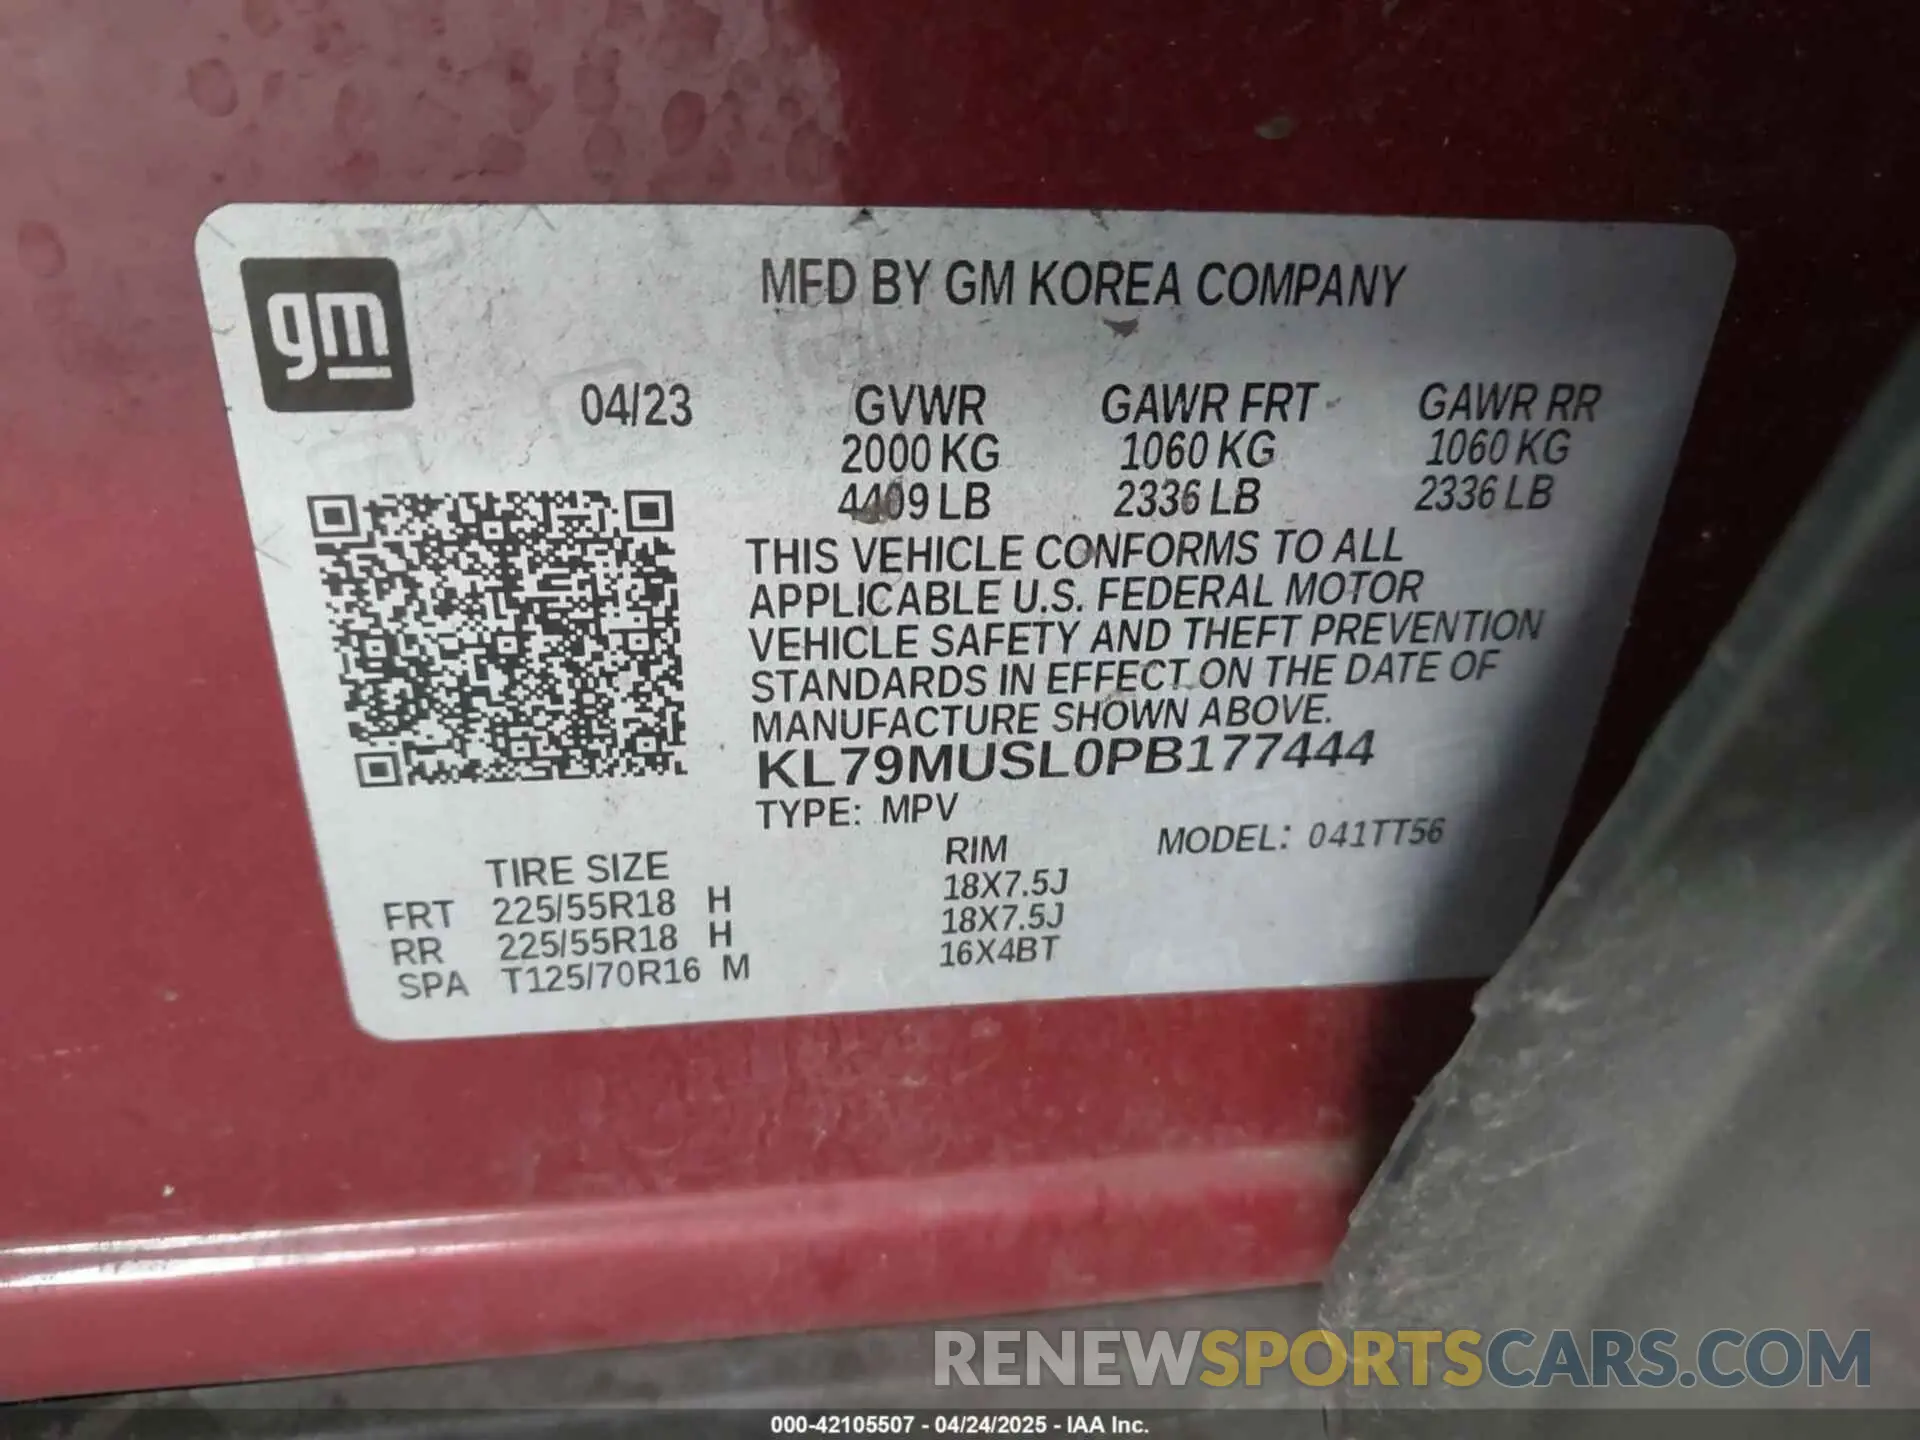 gm
MFD BY GM KOREA COMPANY
04/23 GVWR GAWR FRT GAWR RR
2000 KG 1060 KG 1060 KG
4409 LB 2336 LB 2336 LB
THIS VEHICLE CONFORMS TO ALL
APPLICABLE U.S. FEDERAL MOTOR
VEHICLE SAFETY AND THEFT PREVENTION
STANDARDS IN EFFECT ON THE DATE OF
MANUFACTURE SHOWN ABOVE.
KL79MUSL0PB177444
TYPE: MPV
TIRE SIZE RIM MODEL: 041TT56
FRT 225/55R18 H 18X7.5J
RR 225/55R18 H 18X7.5J
SPA T125/70R16 M 16X4BT
RENEWSPORTSCARS.COM
000-42105507 - 04/24/2025 - IAA Inc.